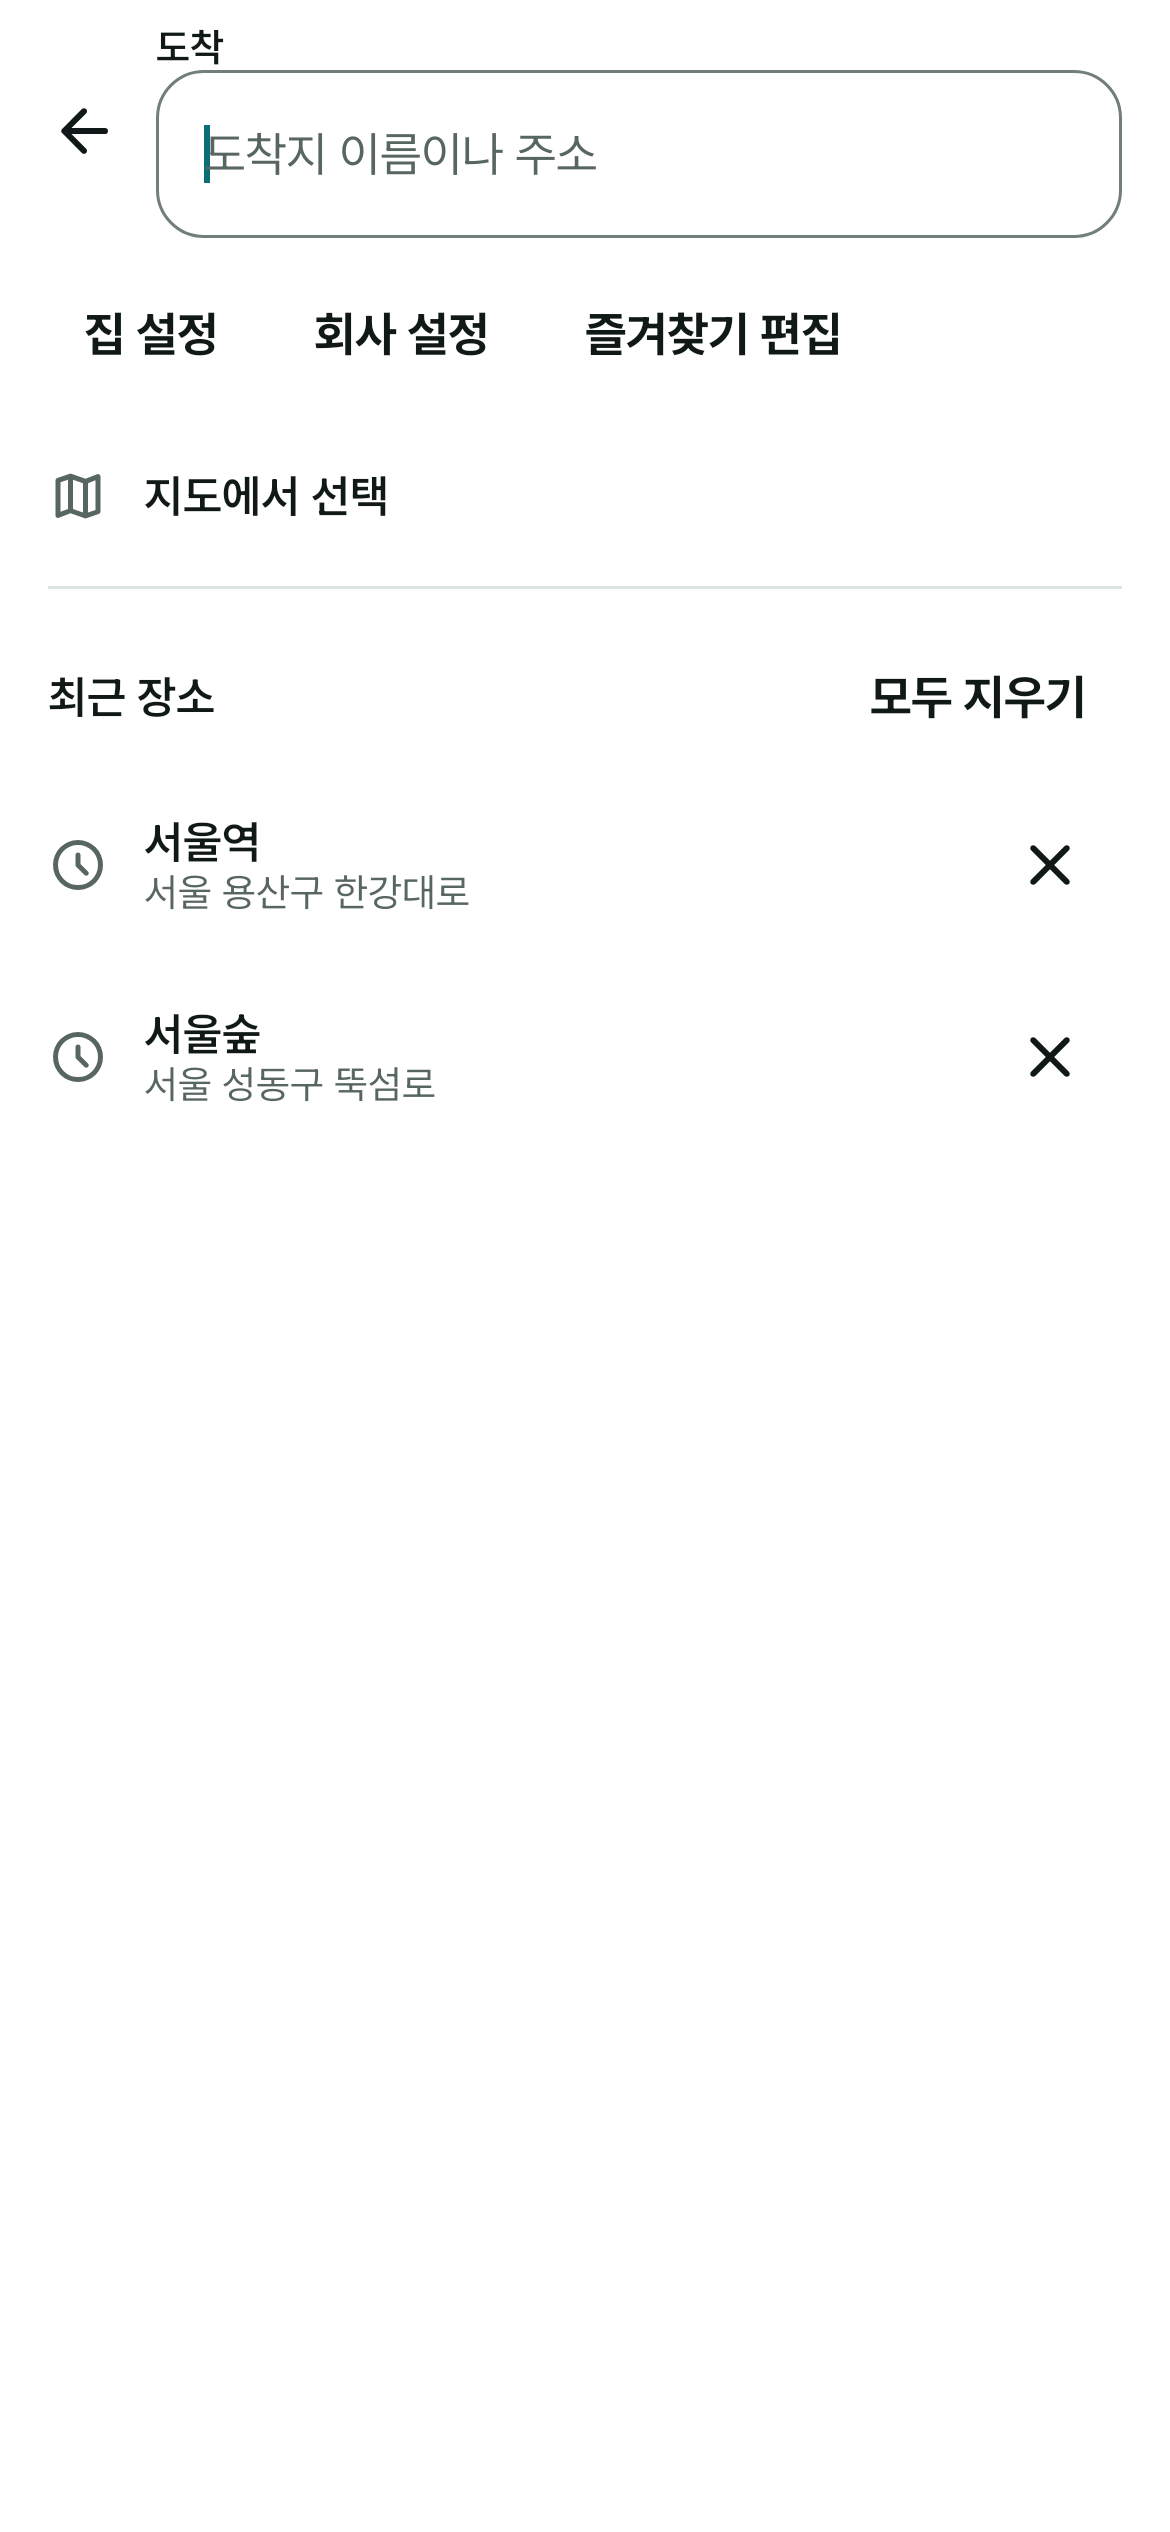 도착
도착지 이름이나 주소
집 설정 회사 설정 즐겨찾기 편집
지도에서 선택
최근 장소 모두 지우기
서울역
서울 용산구 한강대로
서울숲
서울 성동구 뚝섬로